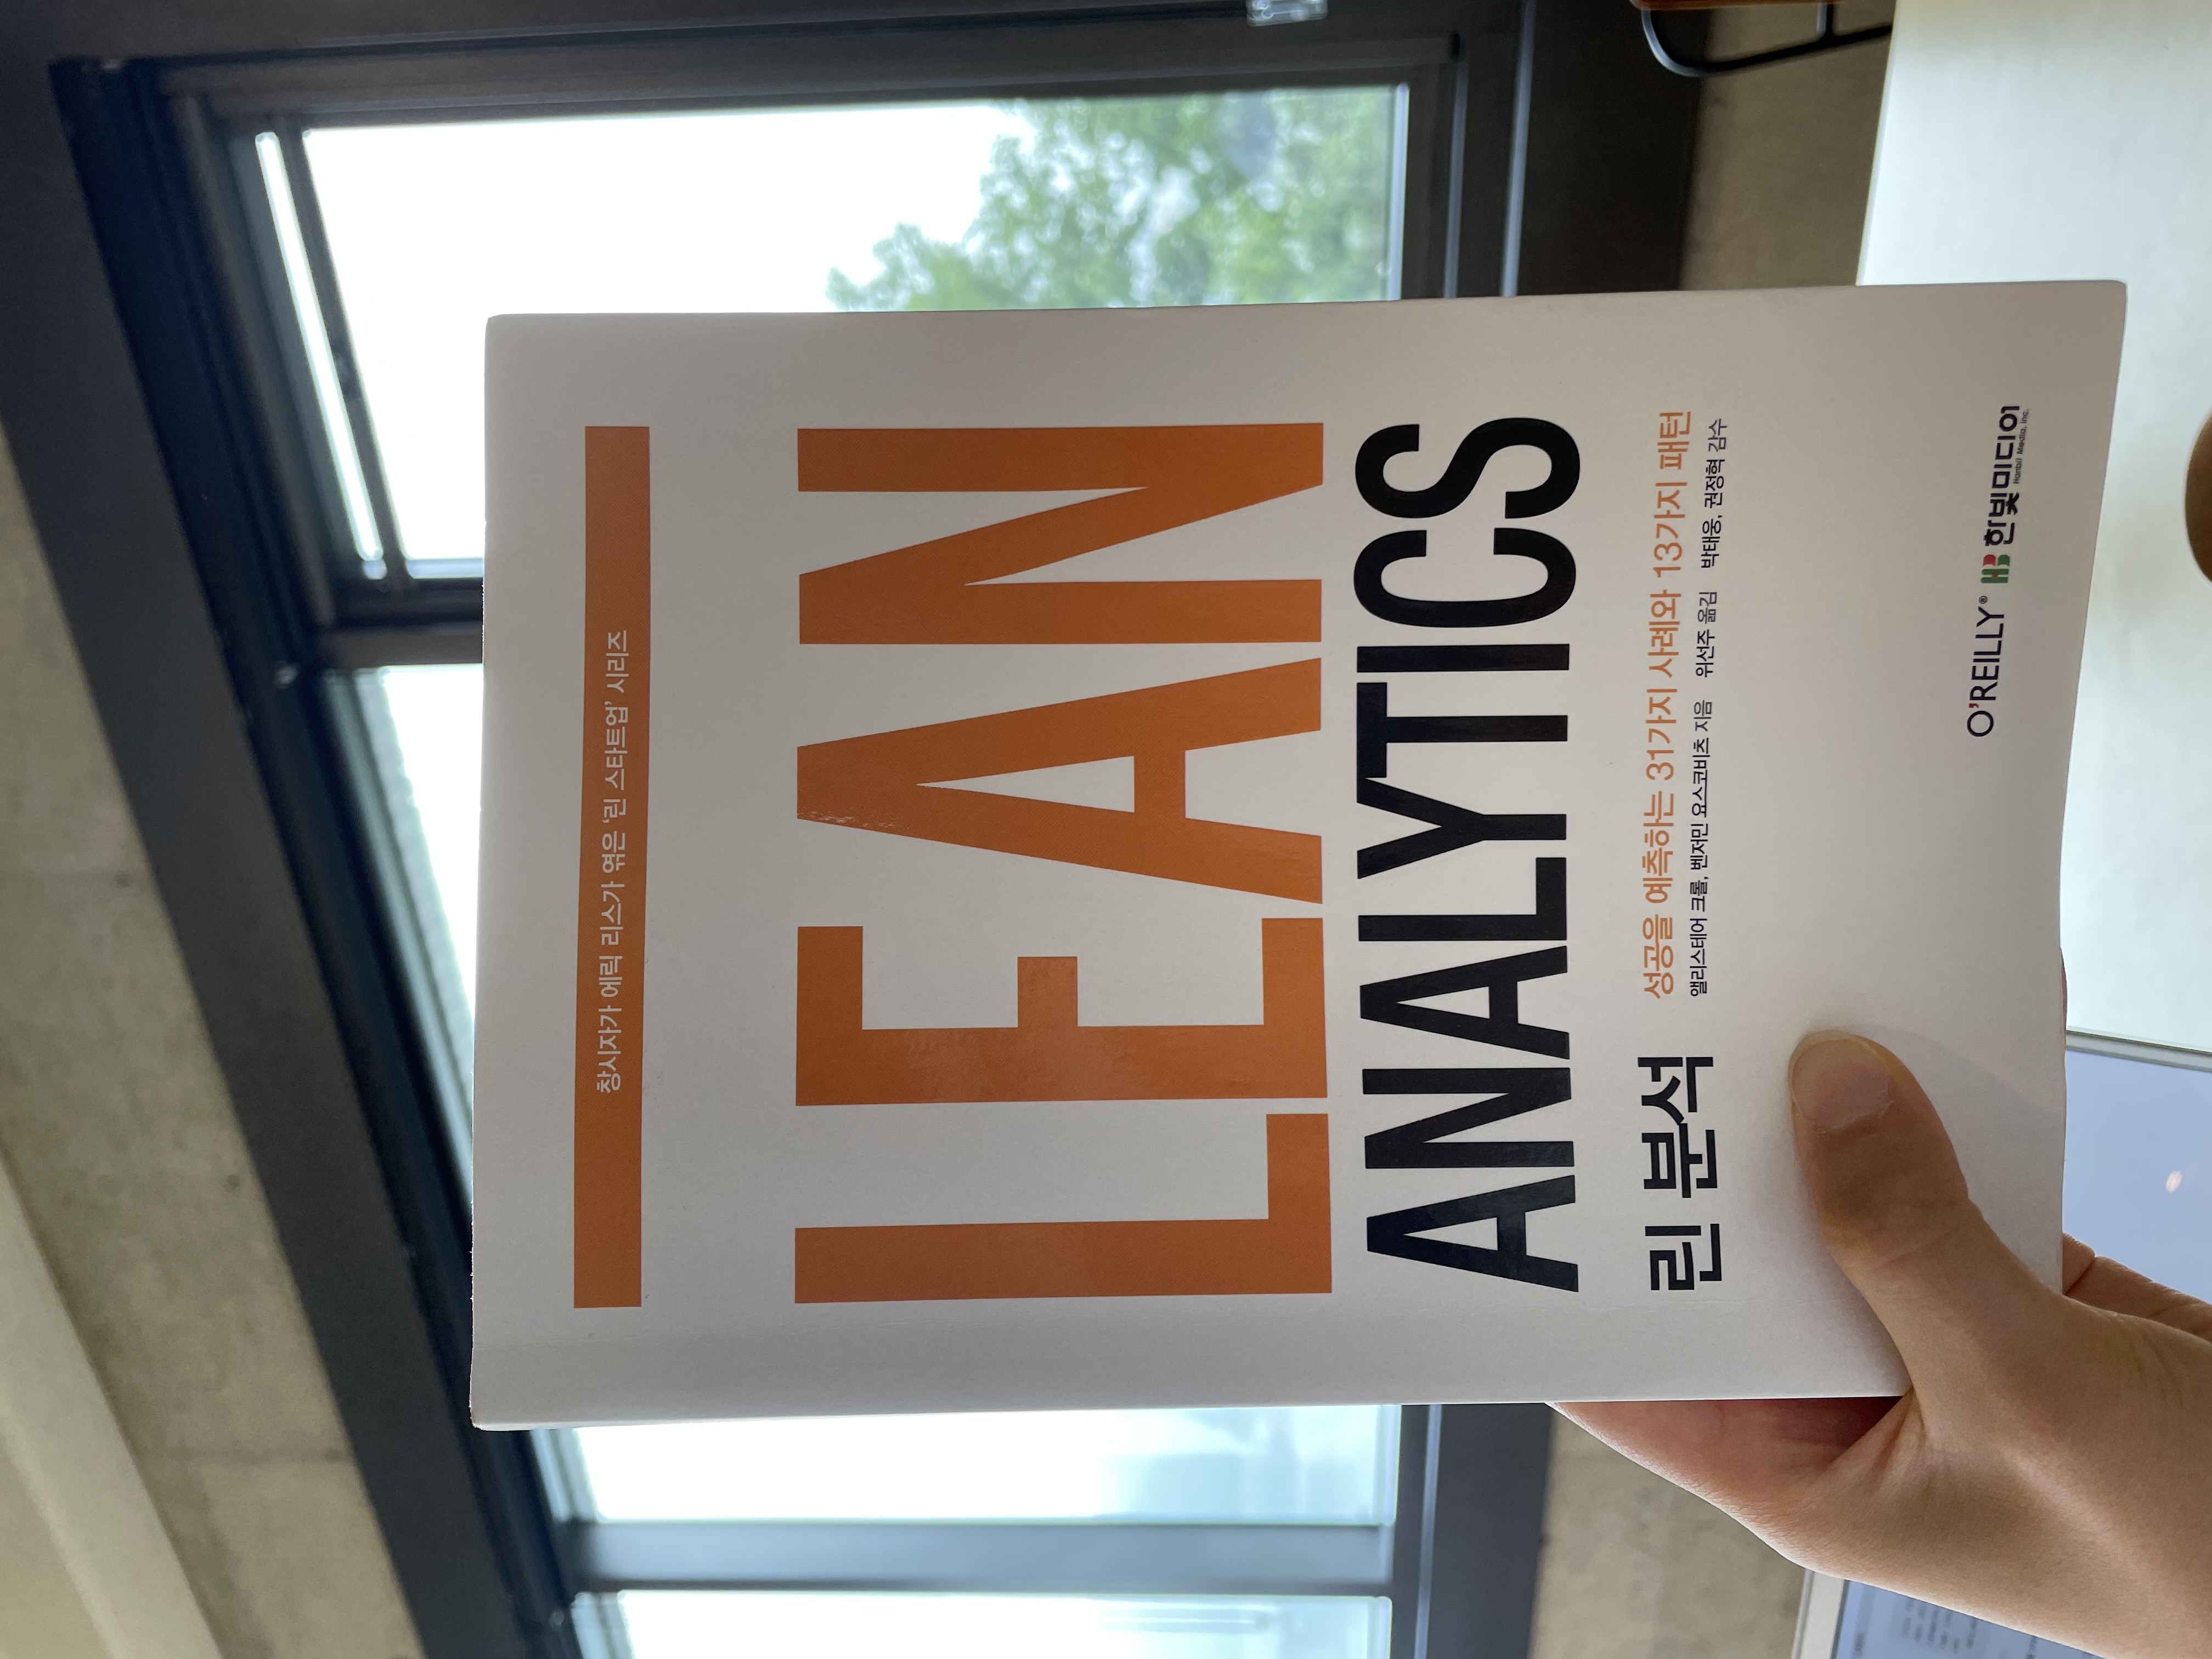 창시자가 에릭 리스가 엮은 ‘린 스타트업’ 시리즈
LEAN
ANALYTICS
린 분석
성공을 예측하는 31가지 사례와 13가지 패턴
앨리스테어 크롤, 벤저민 요스코비츠 지음 위선주 옮김 박태웅, 권정혁 감수
O'REILLY® HB 한빛미디어
Hanbit Media, Inc.